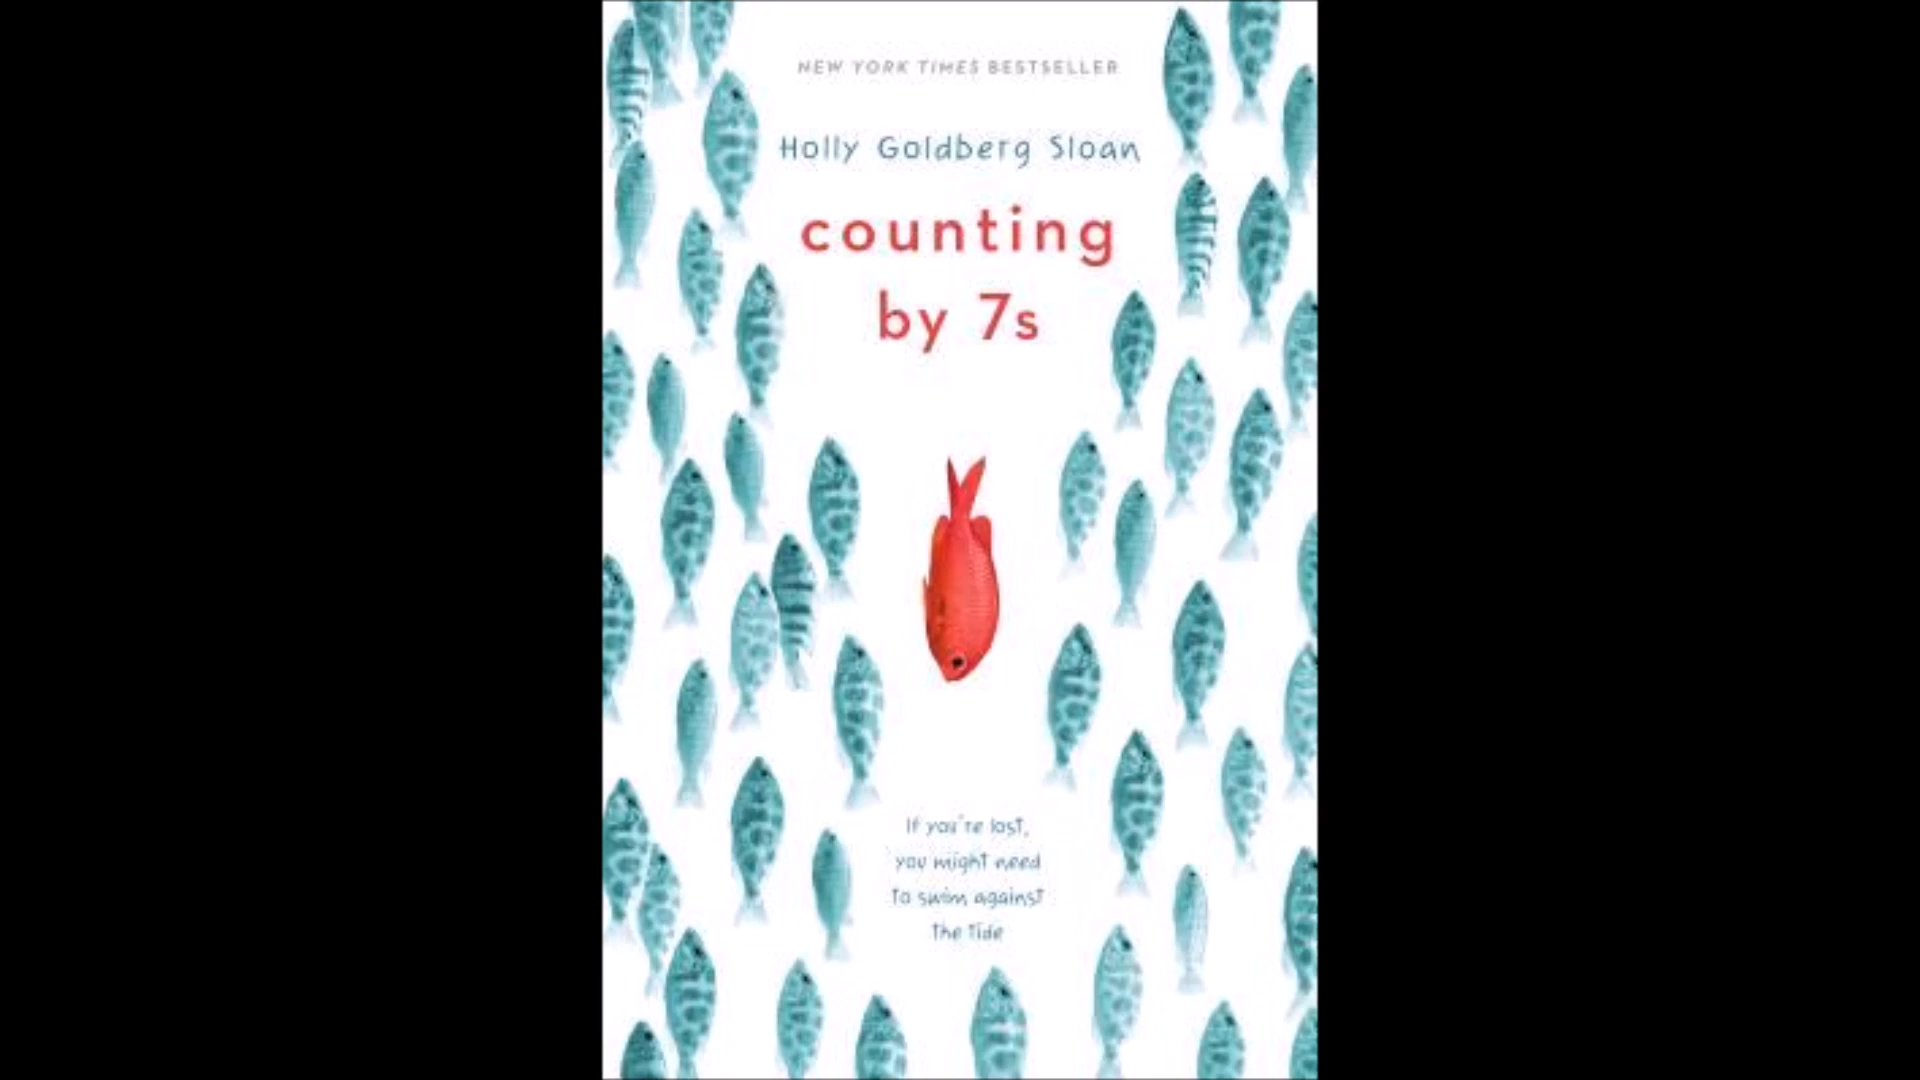 NEW YORK TIMES BESTSELLER
Holly Goldberg Sloan
counting
by 7s
If you're lost,
you might need
to swim against
the tide